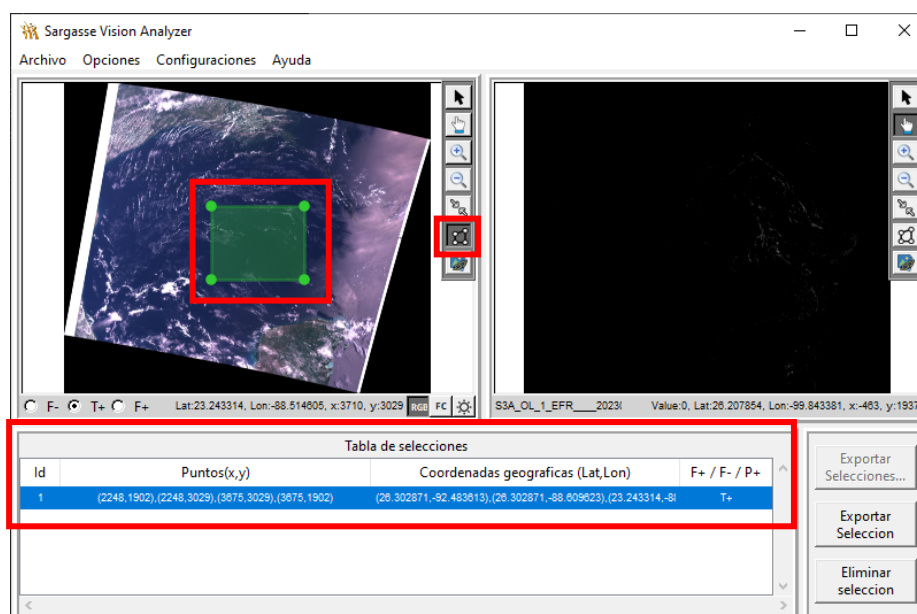 Sargasse Vision Analyzer
Archivo Opciones Configuraciones Ayuda
F- T+ F+ Lat:23.243314, Lon:-88.514605, x:3710, y:3029 RGB FC
S3A_OL_1_EFR____2023 Value:0, Lat:26.207854, Lon:-99.843381, x:-463, y:1937
Tabla de selecciones
Id Puntos(x,y) Coordenadas geograficas (Lat,Lon) F+ / F- / P+
1 (2248,1902),(2248,3029),(3675,3029),(3675,1902) (26.302871,-92.483613),(26.302871,-88.609623),(23.243314,-8 T+
Exportar
Selecciones...
Exportar
Seleccion
Eliminar
seleccion